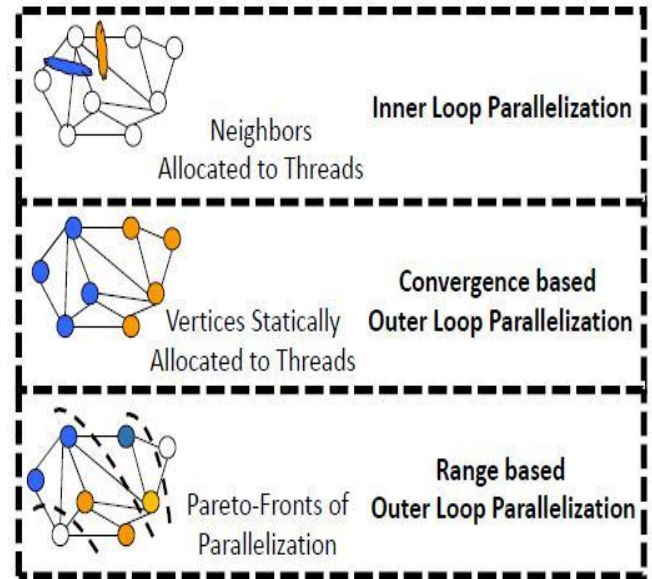 Neighbors
Allocated to Threads
Inner Loop Parallelization
Vertices Statically
Allocated to Threads
Convergence based
Outer Loop Parallelization
Pareto-Fronts of
Parallelization
Range based
Outer Loop Parallelization